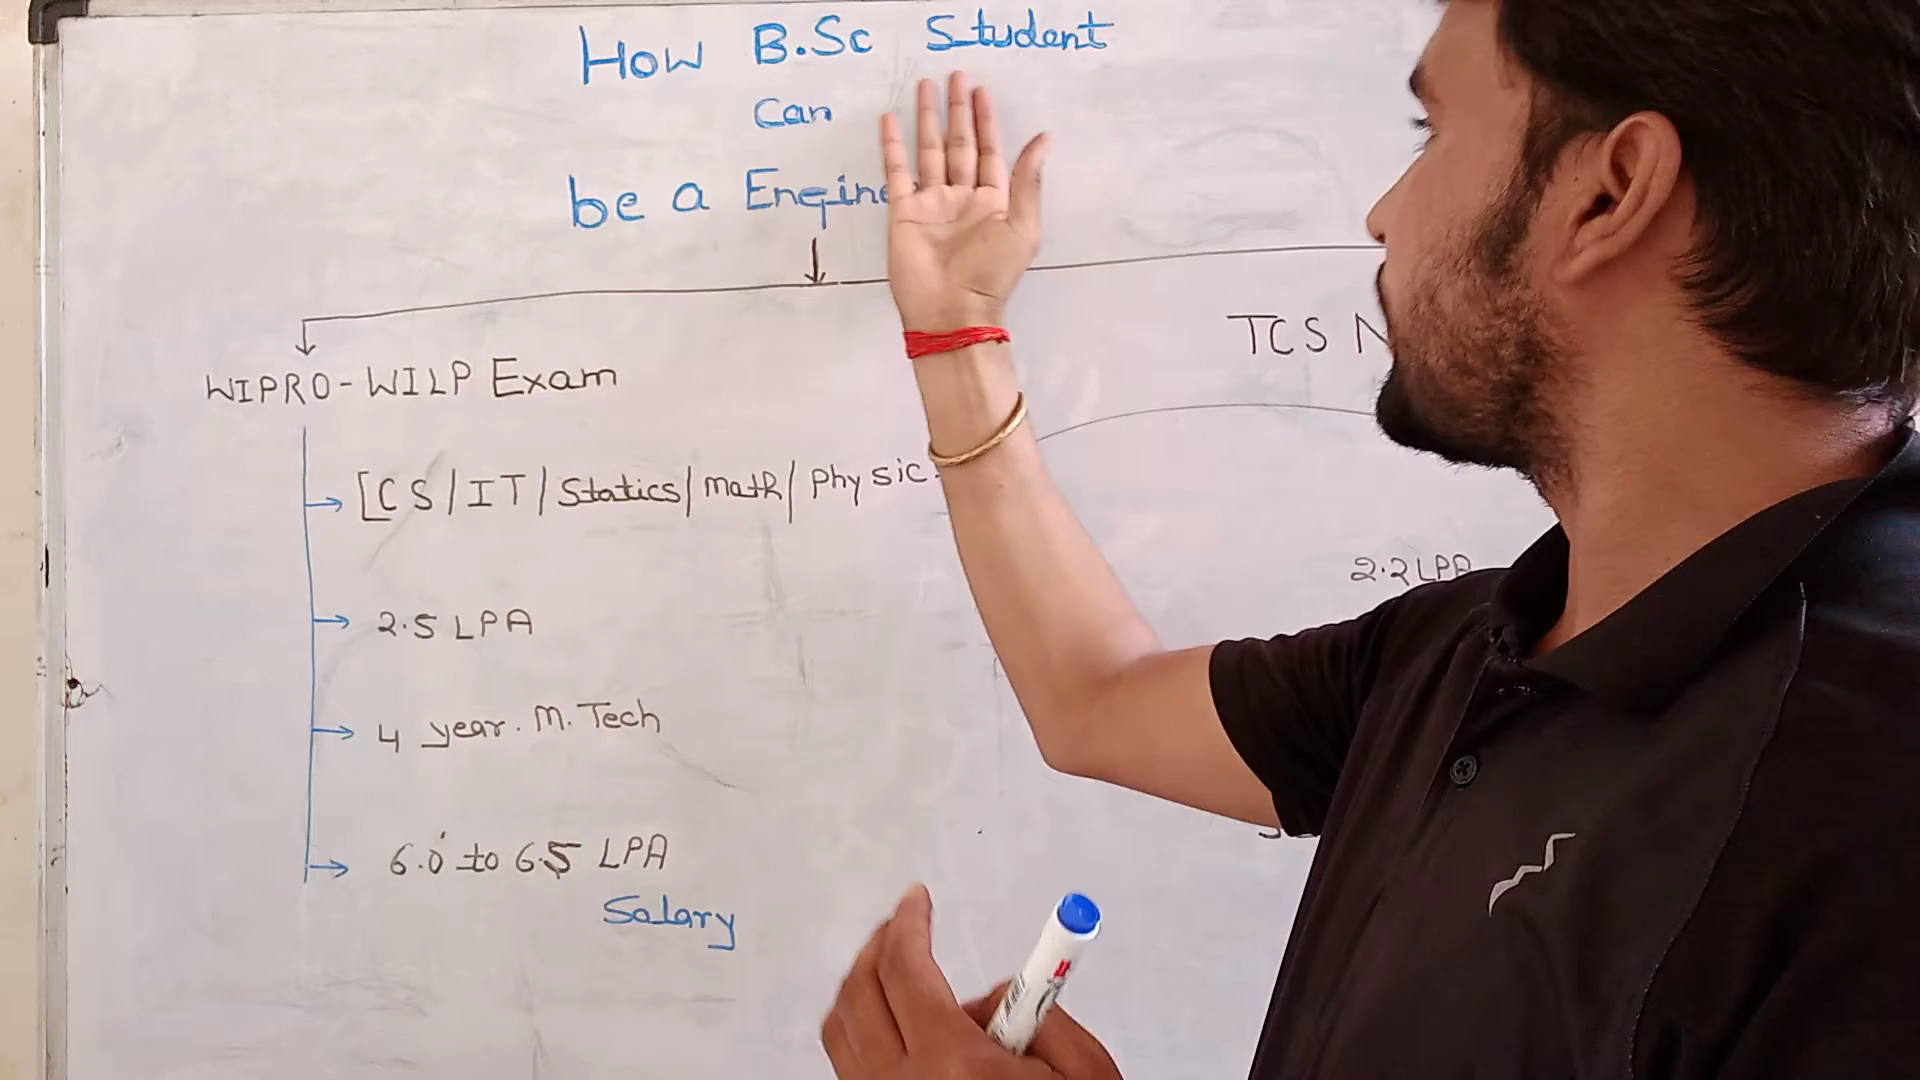 How B.Sc Student
can
be a
WIPRO-WILP Exam
TCS
[CS/IT/Statics/Math/Physic
2.2 LPA
2.5 LPA
4 year. M.Tech
6.0 to 6.5 LPA
Salary